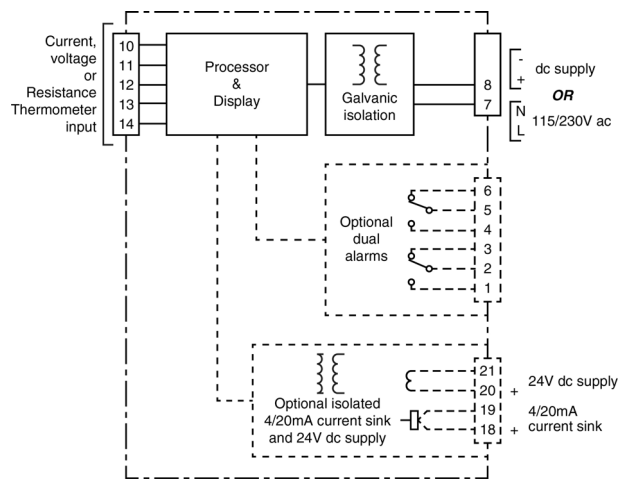 Current,
voltage
or
Resistance
Thermometer
input
10
11
12
13
14
Processor
&
Display
Galvanic
isolation
8
7
-
+
dc supply
OR
N
L
115/230V ac
Optional
dual
alarms
6
5
4
3
2
1
Optional isolated
4/20mA current sink
and 24V dc supply
21
20
19
18
+
24V dc supply
+
4/20mA
current sink